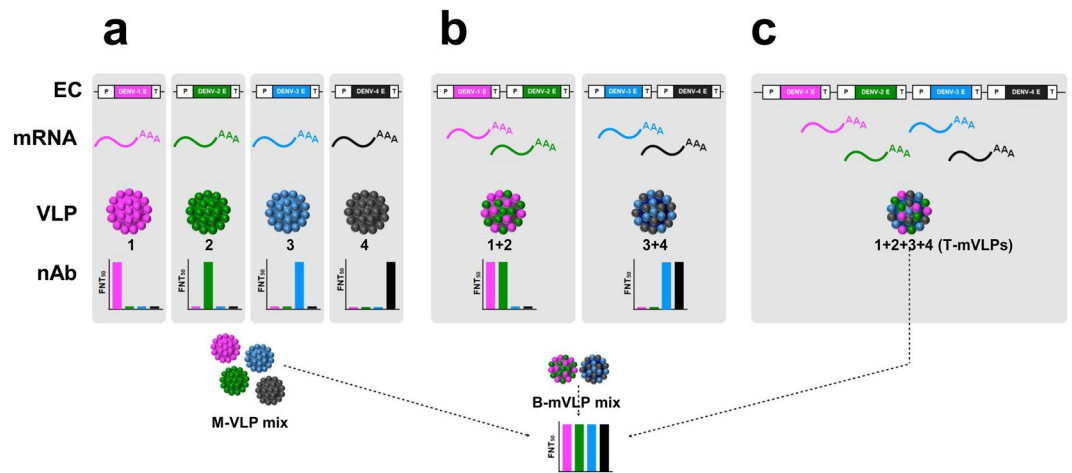 a b c
EC P DENV-1 E T P DENV-2 E T P DENV-3 E T P DENV-4 E T P DENV-1 E T P DENV-2 E T P DENV-3 E T P DENV-4 E T P DENV-1 E T P DENV-2 E T P DENV-3 E T P DENV-4 E T
mRNA AAA AAA AAA AAA AAA AAA AAA AAA AAA AAA AAA AAA
VLP
1 2 3 4 1+2 3+4 1+2+3+4 (T-mVLPs)
nAb FNT50 FNT50 FNT50 FNT50 FNT50 FNT50
M-VLP mix B-mVLP mix
FNT50